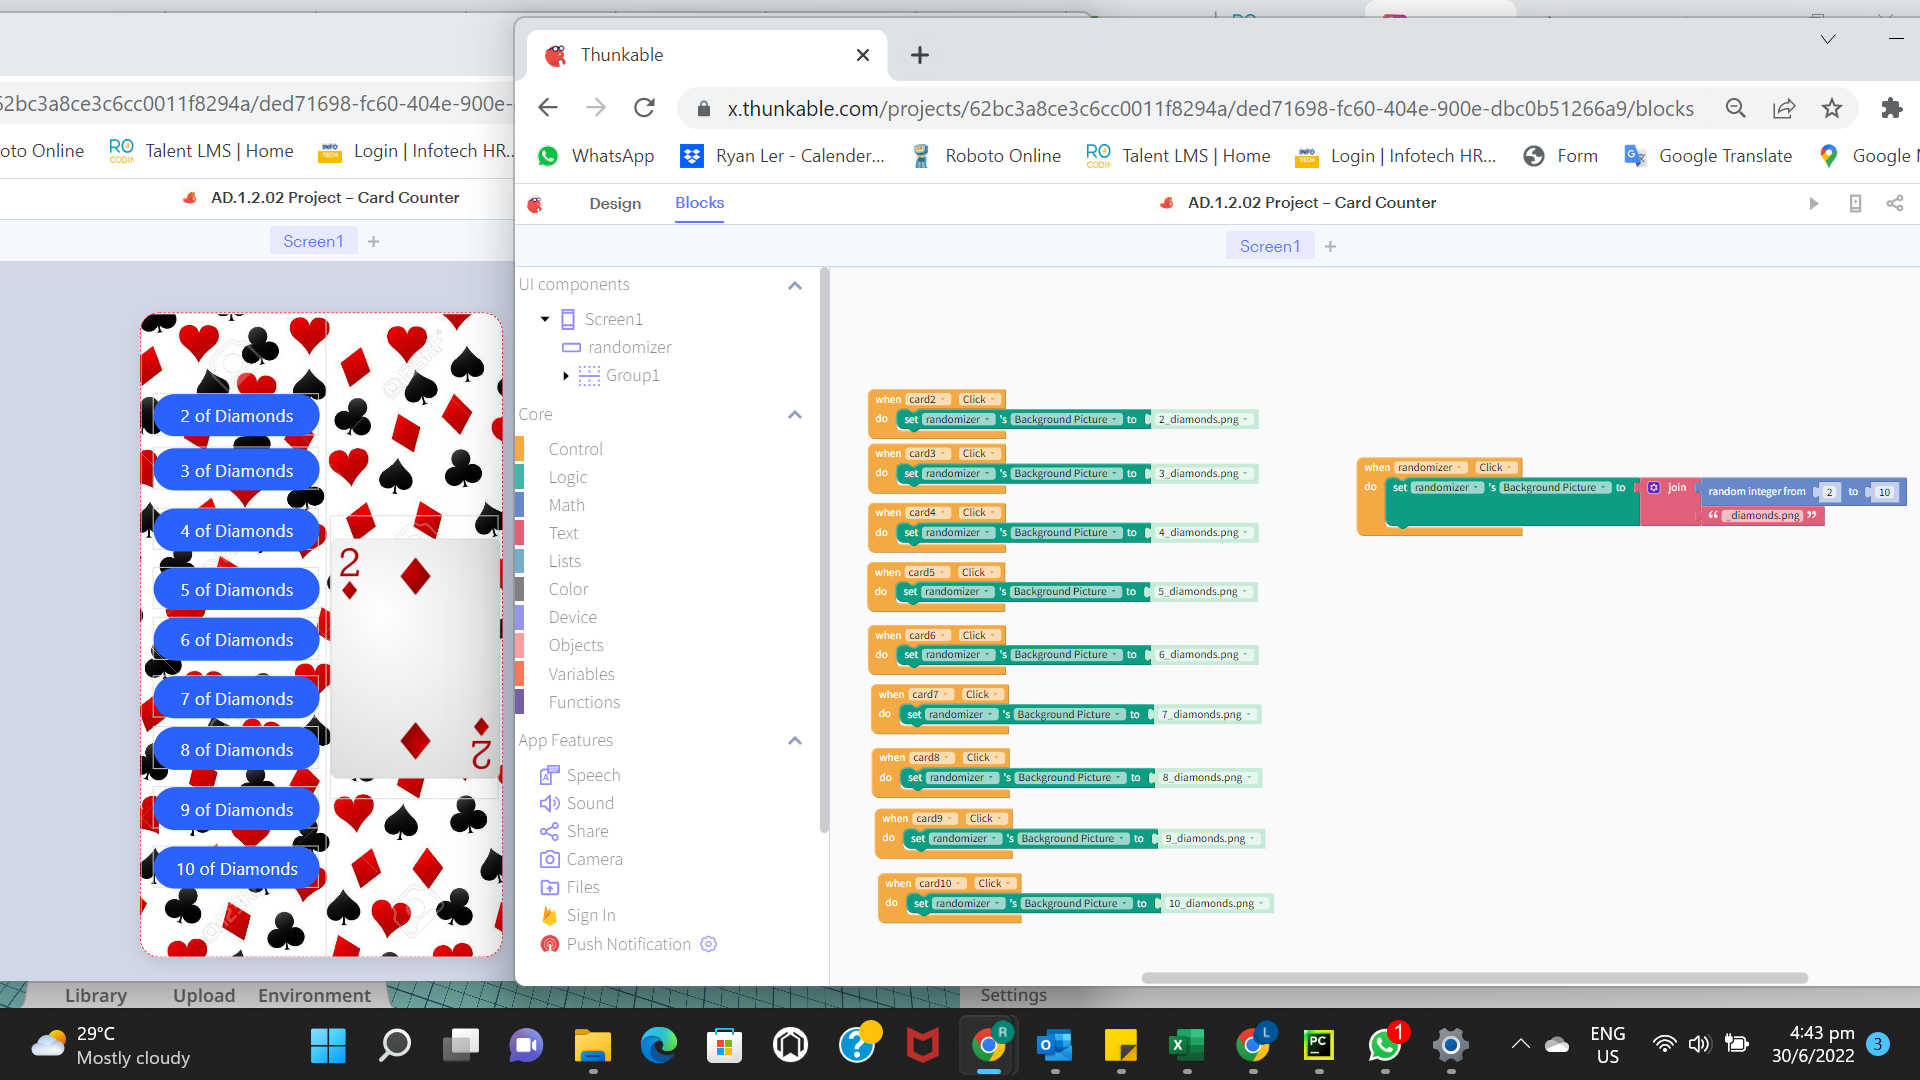 Thunkable
62bc3a8ce3c6cc0011f8294a/ded71698-fc60-404e-900e-
x.thunkable.com/projects/62bc3a8ce3c6cc0011f8294a/ded71698-fc60-404e-900e-dbc0b51266a9/blocks
oto Online
RO CODIN
Talent LMS | Home
INFO TECH
Login | Infotech HR...
WhatsApp
Ryan Ler - Calender...
Roboto Online
RO CODIN
Talent LMS | Home
INFO TECH
Login | Infotech HR...
Form
Google Translate
Google
AD.1.2.02 Project – Card Counter
Design
Blocks
AD.1.2.02 Project – Card Counter
Screen1
Screen1
2 of Diamonds
3 of Diamonds
4 of Diamonds
5 of Diamonds
6 of Diamonds
7 of Diamonds
8 of Diamonds
9 of Diamonds
10 of Diamonds
2
2
UI components
Screen1
randomizer
Group1
Core
Control
Logic
Math
Text
Lists
Color
Device
Objects
Variables
Functions
App Features
Speech
Sound
Share
Camera
Files
Sign In
Push Notification
when card2 Click
do set randomizer 's Background Picture to 2_diamonds.png
when card3 Click
do set randomizer 's Background Picture to 3_diamonds.png
when card4 Click
do set randomizer 's Background Picture to 4_diamonds.png
when card5 Click
do set randomizer 's Background Picture to 5_diamonds.png
when card6 Click
do set randomizer 's Background Picture to 6_diamonds.png
when card7 Click
do set randomizer 's Background Picture to 7_diamonds.png
when card8 Click
do set randomizer 's Background Picture to 8_diamonds.png
when card9 Click
do set randomizer 's Background Picture to 9_diamonds.png
when card10 Click
do set randomizer 's Background Picture to 10_diamonds.png
when randomizer Click
do set randomizer 's Background Picture to join random integer from 2 to 10
“ _diamonds.png ”
Library
Upload
Environment
Settings
29°C
Mostly cloudy
R
L
PC
1
ENG
US
4:43 pm
30/6/2022
3